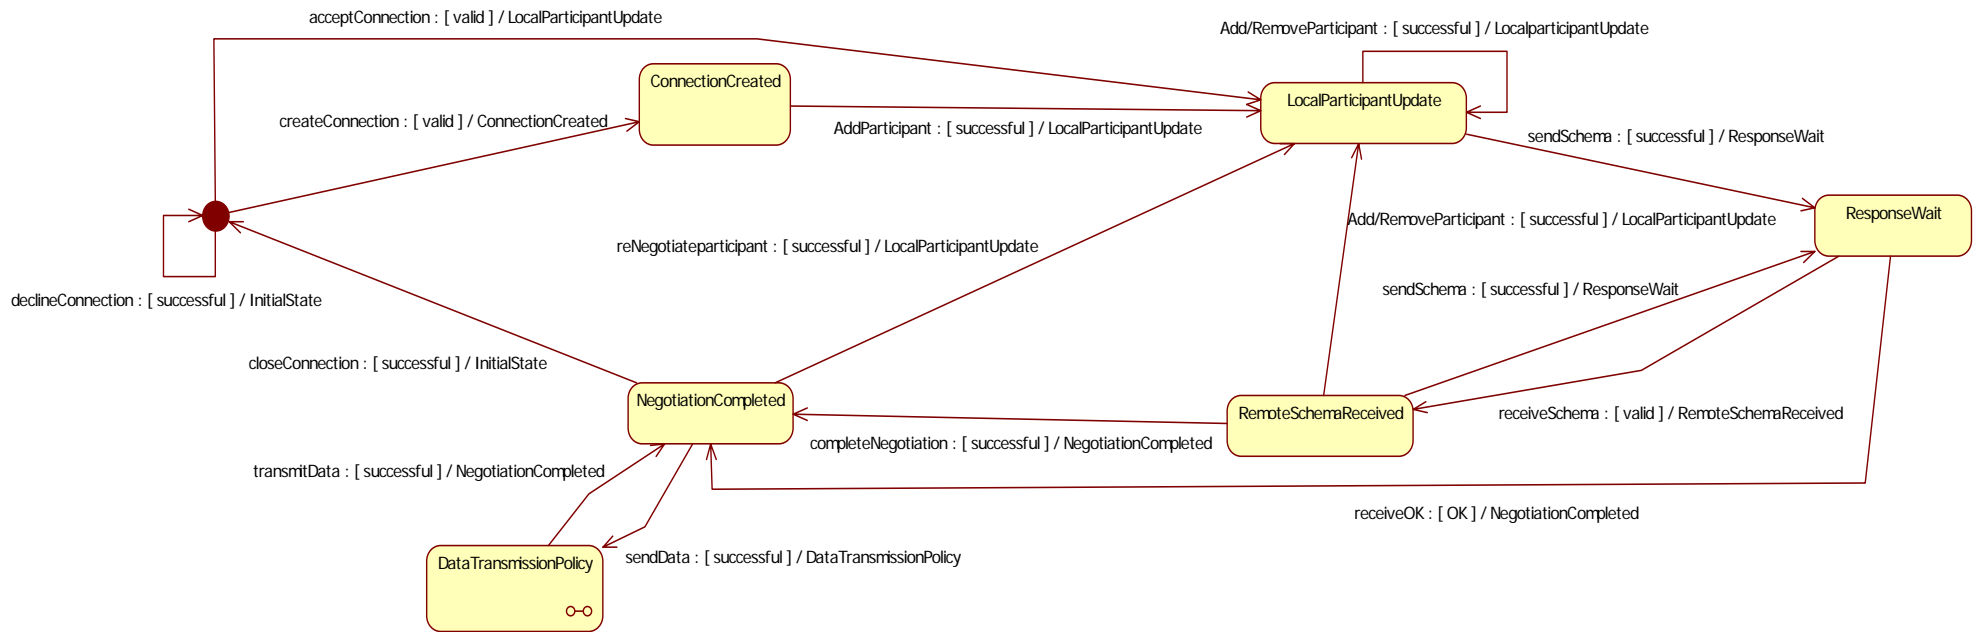 acceptConnection : [ valid ] / LocalParticipantUpdate
Add/RemoveParticipant : [ successful ] / LocalparticipantUpdate
ConnectionCreated
LocalParticipantUpdate
createConnection : [ valid ] / ConnectionCreated
AddParticipant : [ successful ] / LocalParticipantUpdate
sendSchema : [ successful ] / ResponseWait
ResponseWait
Add/RemoveParticipant : [ successful ] / LocalParticipantUpdate
reNegotiateparticipant : [ successful ] / LocalParticipantUpdate
sendSchema : [ successful ] / ResponseWait
declineConnection : [ successful ] / InitialState
closeConnection : [ successful ] / InitialState
NegotiationCompleted
RemoteSchemaReceived
receiveSchema : [ valid ] / RemoteSchemaReceived
completeNegotiation : [ successful ] / NegotiationCompleted
transmitData : [ successful ] / NegotiationCompleted
receiveOK : [ OK ] / NegotiationCompleted
DataTransmissionPolicy
sendData : [ successful ] / DataTransmissionPolicy